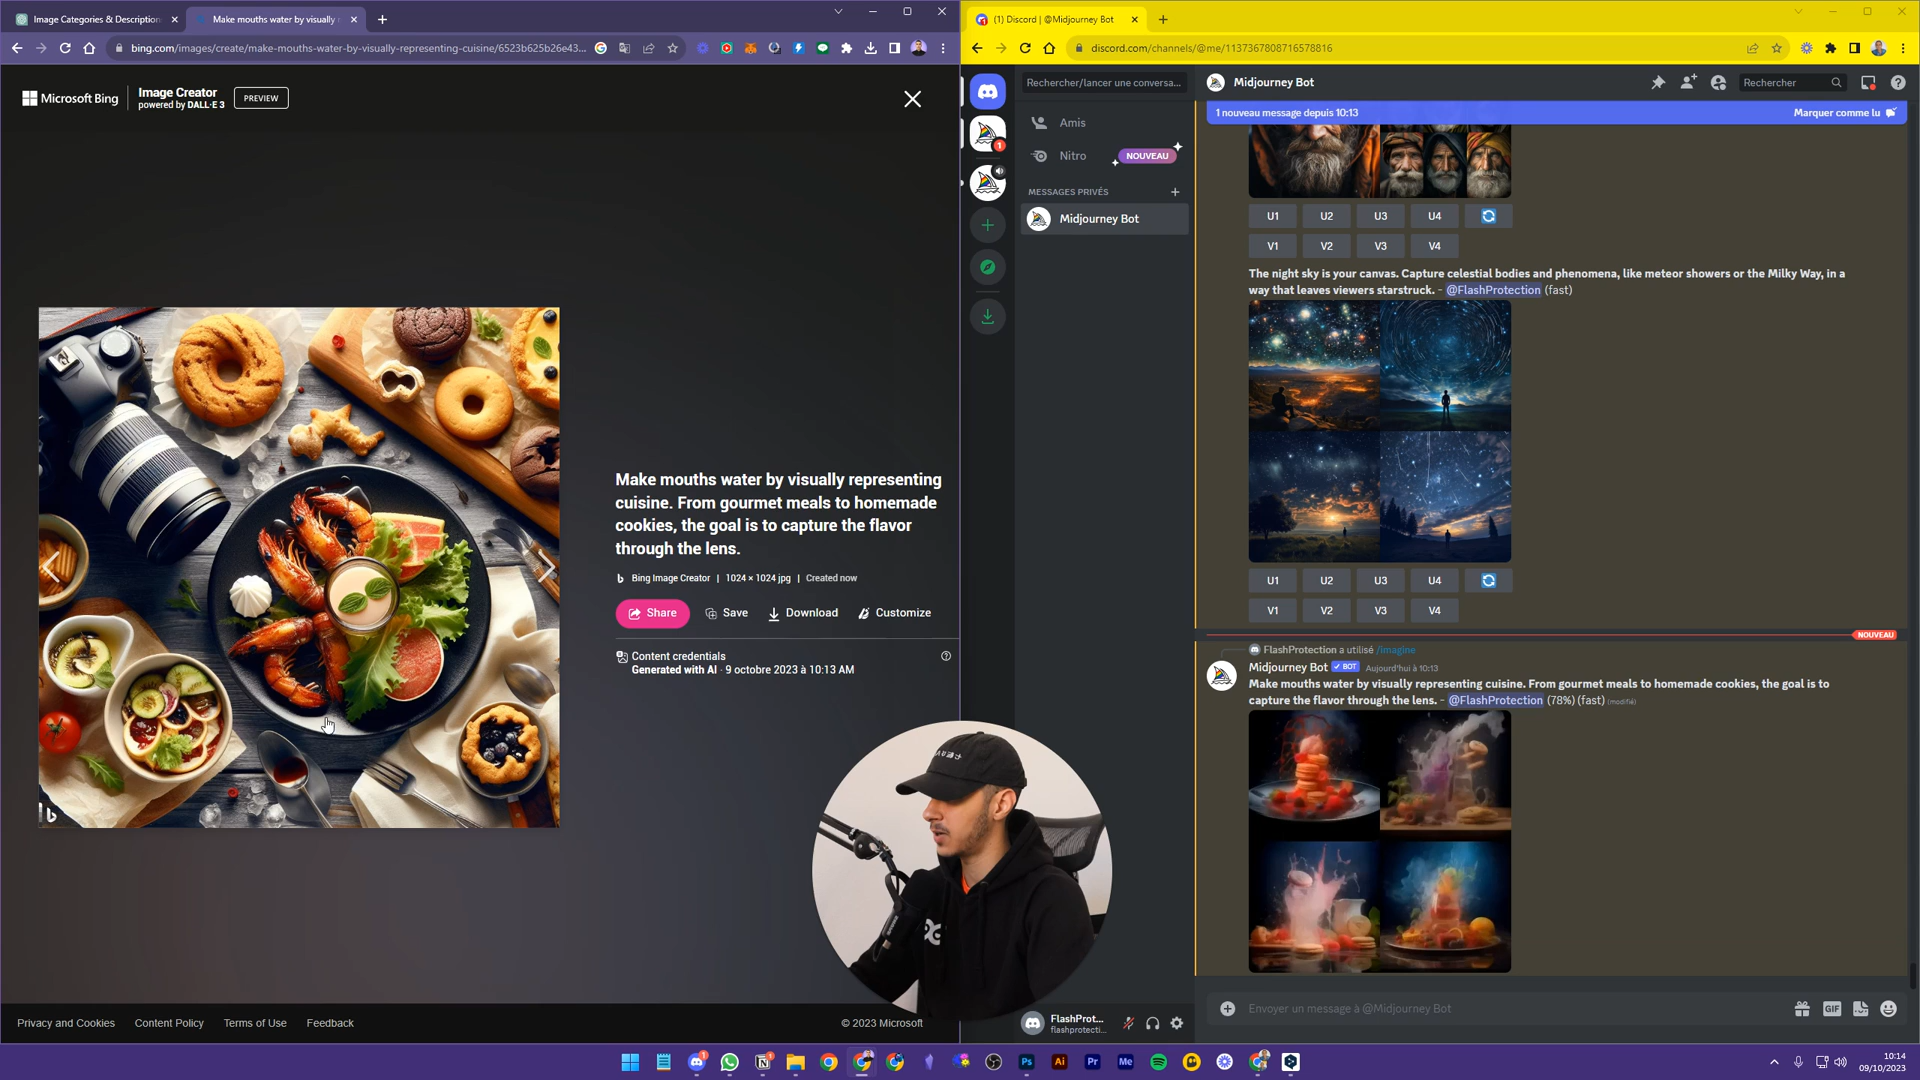 Image Categories & Description
Make mouths water by visually r
bing.com/images/create/make-mouths-water-by-visually-representing-cuisine/6523b625b26e43...
Microsoft Bing
Image Creator
powered by DALL·E 3
PREVIEW
Make mouths water by visually representing
cuisine. From gourmet meals to homemade
cookies, the goal is to capture the flavor
through the lens.
Bing Image Creator | 1024 × 1024 jpg | Created now
Share
Save
Download
Customize
Content credentials
Generated with AI · 9 octobre 2023 à 10:13 AM
Privacy and Cookies
Content Policy
Terms of Use
Feedback
© 2023 Microsoft
(1) Discord | @Midjourney Bot
discord.com/channels/@me/1137367808716578816
Rechercher/lancer une conversa...
Amis
Nitro
NOUVEAU
MESSAGES PRIVÉS
Midjourney Bot
FlashProt...
flashprotecti...
Midjourney Bot
Rechercher
1 nouveau message depuis 10:13
Marquer comme lu
U1 U2 U3 U4
V1 V2 V3 V4
The night sky is your canvas. Capture celestial bodies and phenomena, like meteor showers or the Milky Way, in a
way that leaves viewers starstruck. - @FlashProtection (fast)
U1 U2 U3 U4
V1 V2 V3 V4
NOUVEAU
FlashProtection a utilisé /imagine
Midjourney Bot ✓ BOT Aujourd'hui à 10:13
Make mouths water by visually representing cuisine. From gourmet meals to homemade cookies, the goal is to
capture the flavor through the lens. - @FlashProtection (78%) (fast) (modifié)
Envoyer un message à @Midjourney Bot
GIF
Ps
Ai
Pr
Me
10:14
09/10/2023